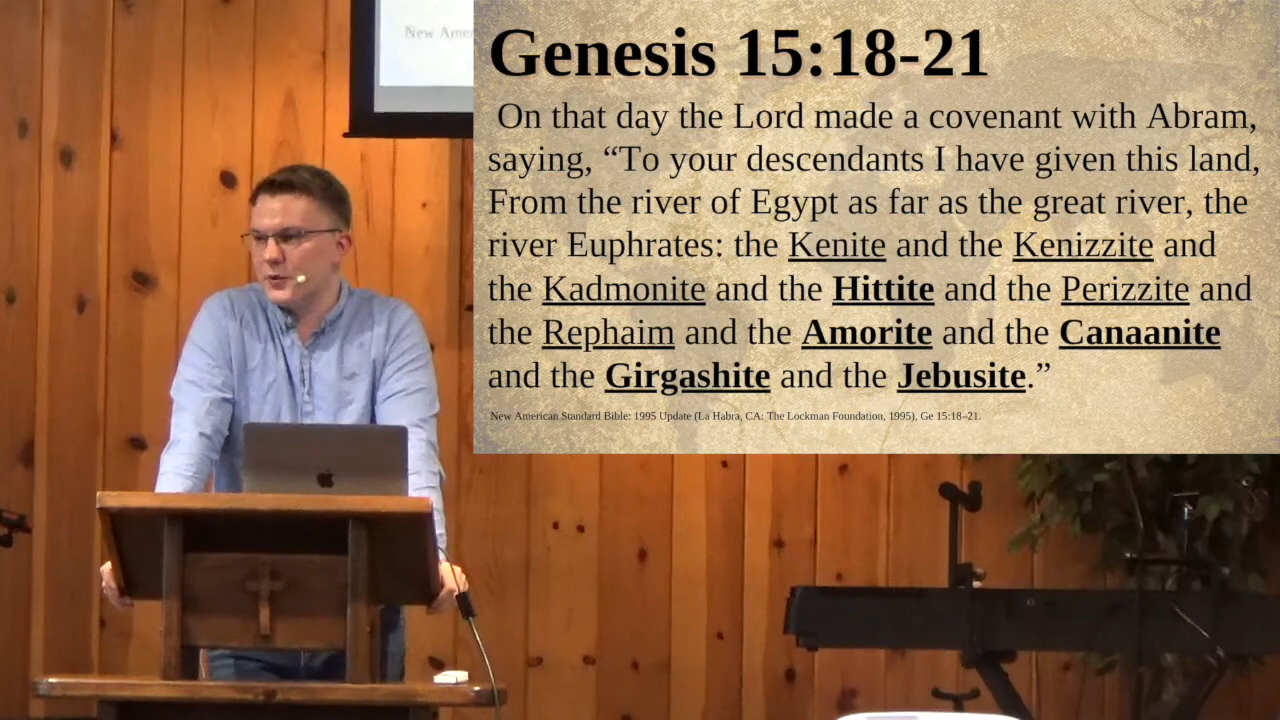 New Amer
Genesis 15:18-21
On that day the Lord made a covenant with Abram,
saying, “To your descendants I have given this land,
From the river of Egypt as far as the great river, the
river Euphrates: the Kenite and the Kenizzite and
the Kadmonite and the Hittite and the Perizzite and
the Rephaim and the Amorite and the Canaanite
and the Girgashite and the Jebusite.”
New American Standard Bible: 1995 Update (La Habra, CA: The Lockman Foundation, 1995), Ge 15:18–21.